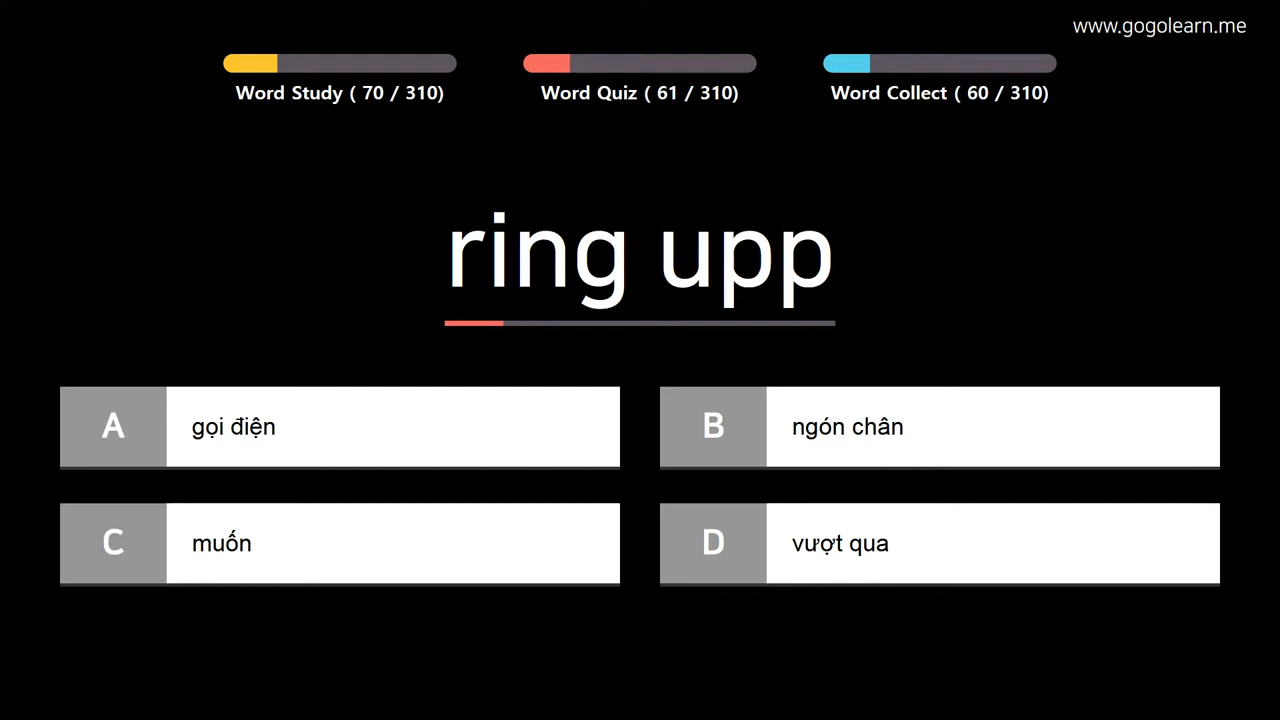 www.gogolearn.me
Word Study ( 70 / 310)
Word Quiz ( 61 / 310)
Word Collect ( 60 / 310)
ring upp
A gọi điện
B ngón chân
C muốn
D vượt qua